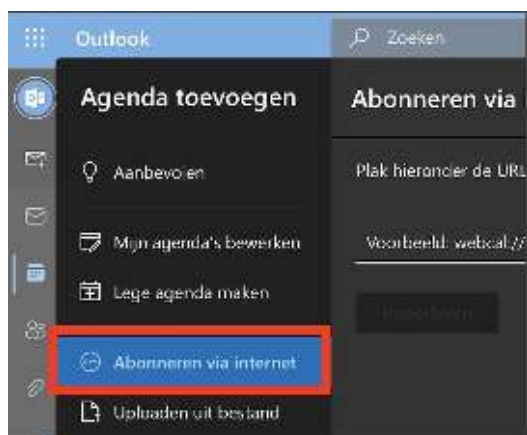 Outlook
Zoeken
Agenda toevoegen
Abonneren via
Aanbevolen
Plak hieronder de URL
Mijn agenda's bewerken
Voorbeeld: webcal://
Lege agenda maken
Importeren
Abonneren via internet
Uploaden uit bestand